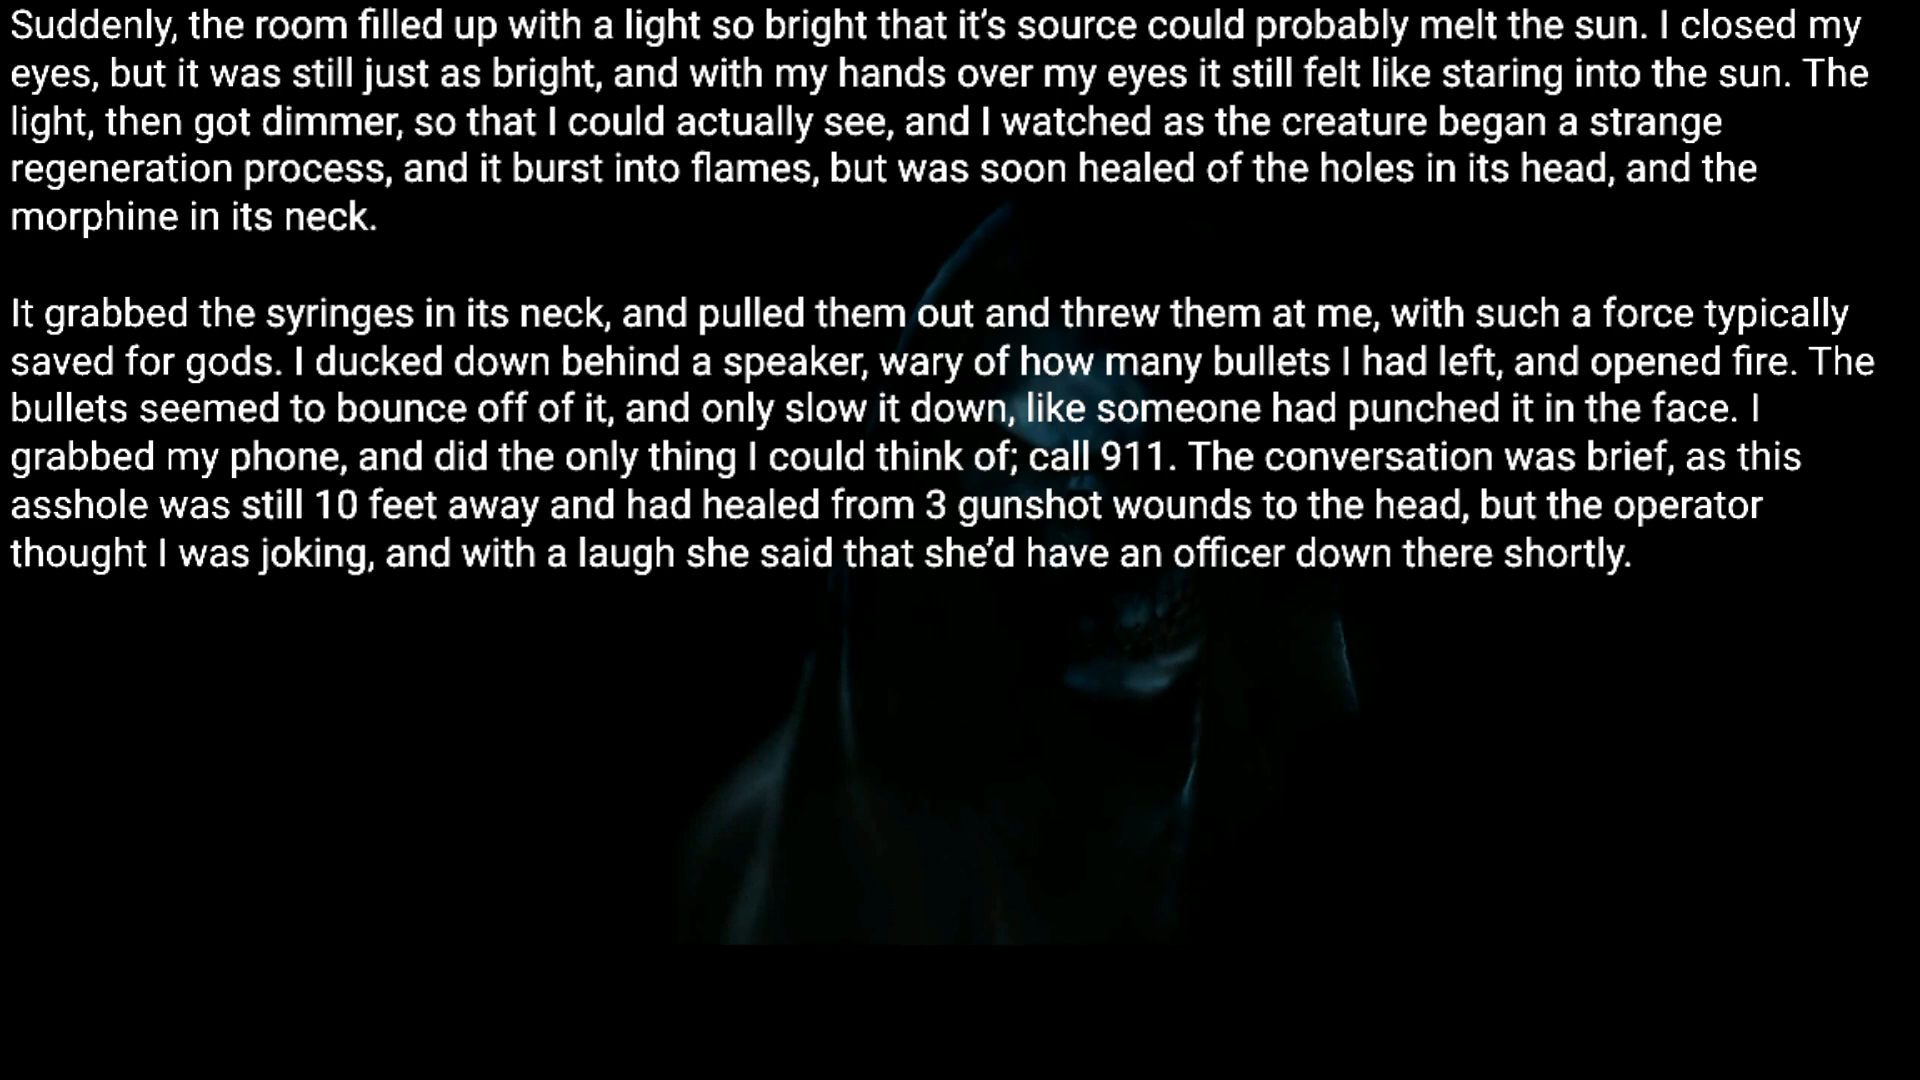 Suddenly, the room filled up with a light so bright that it’s source could probably melt the sun. I closed my
eyes, but it was still just as bright, and with my hands over my eyes it still felt like staring into the sun. The
light, then got dimmer, so that I could actually see, and I watched as the creature began a strange
regeneration process, and it burst into flames, but was soon healed of the holes in its head, and the
morphine in its neck.
It grabbed the syringes in its neck, and pulled them out and threw them at me, with such a force typically
saved for gods. I ducked down behind a speaker, wary of how many bullets I had left, and opened fire. The
bullets seemed to bounce off of it, and only slow it down, like someone had punched it in the face. I
grabbed my phone, and did the only thing I could think of; call 911. The conversation was brief, as this
asshole was still 10 feet away and had healed from 3 gunshot wounds to the head, but the operator
thought I was joking, and with a laugh she said that she’d have an officer down there shortly.